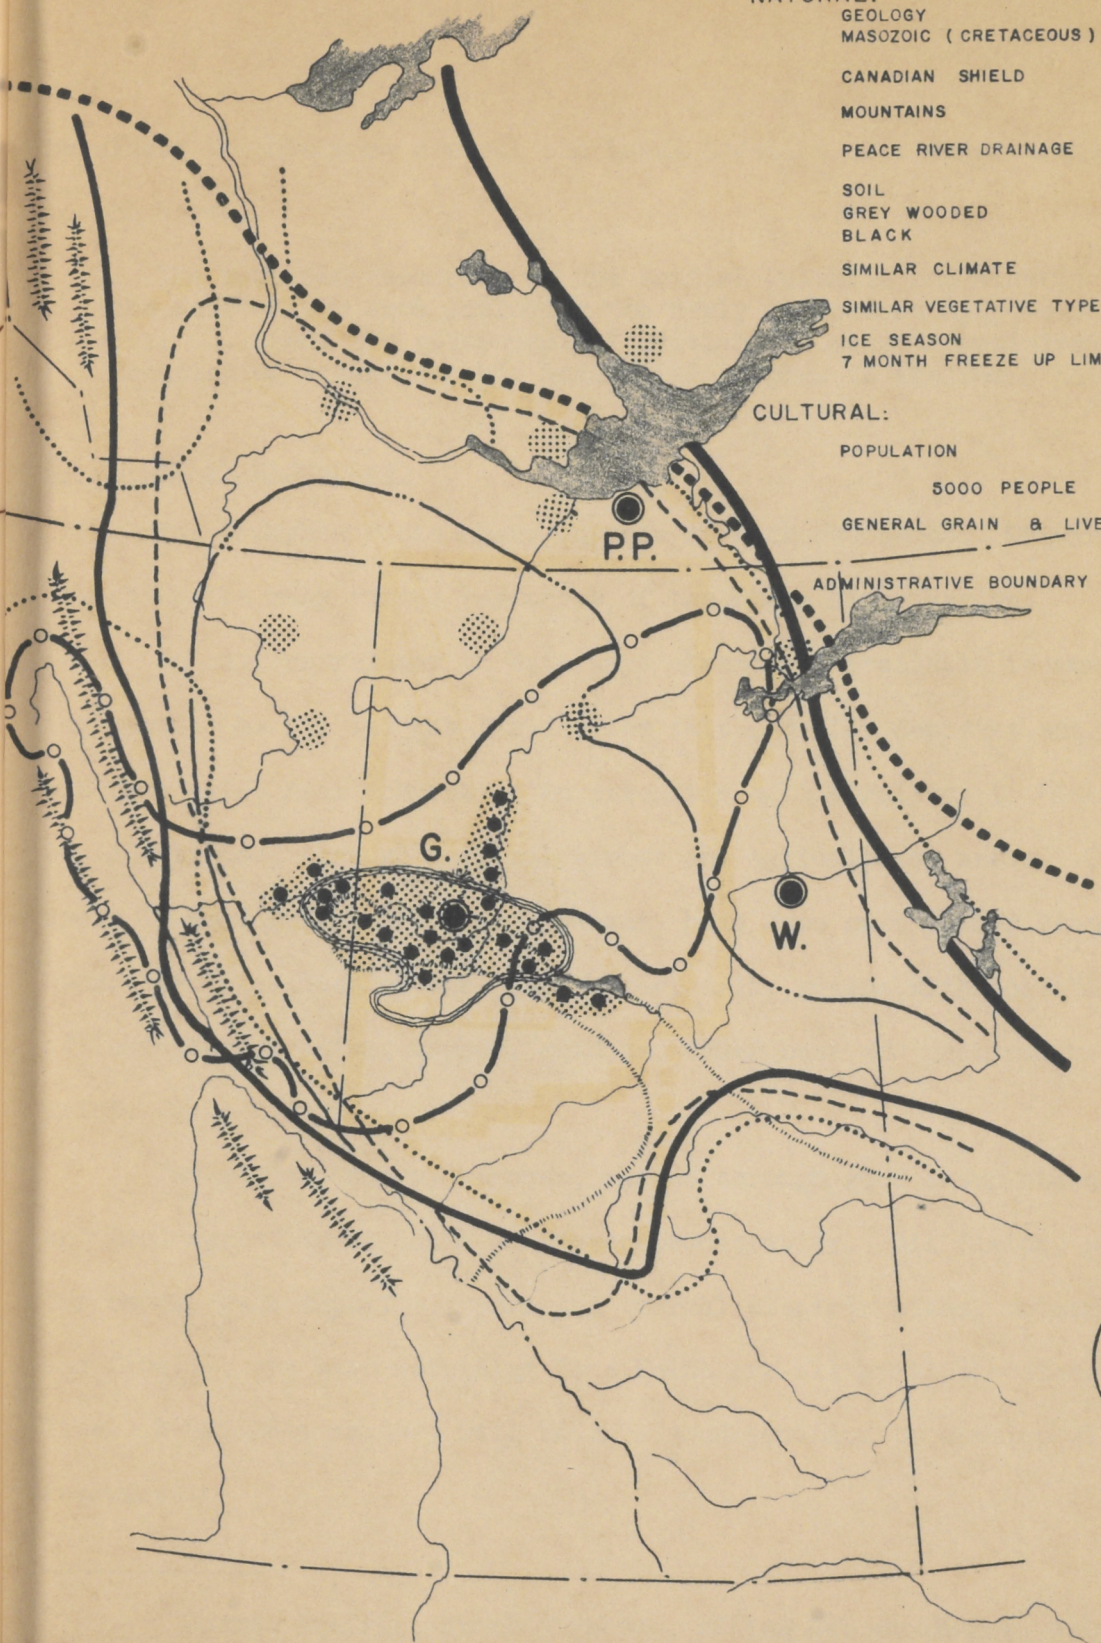 GEOLOGY
MASOZOIC ( CRETACEOUS )
CANADIAN SHIELD
MOUNTAINS
PEACE RIVER DRAINAGE
SOIL
GREY WOODED
BLACK
SIMILAR CLIMATE
SIMILAR VEGETATIVE TYPE
ICE SEASON
7 MONTH FREEZE UP LIM
CULTURAL:
POPULATION
5000 PEOPLE
GENERAL GRAIN & LIVE
ADMINISTRATIVE BOUNDARY
P.P.
G.
W.